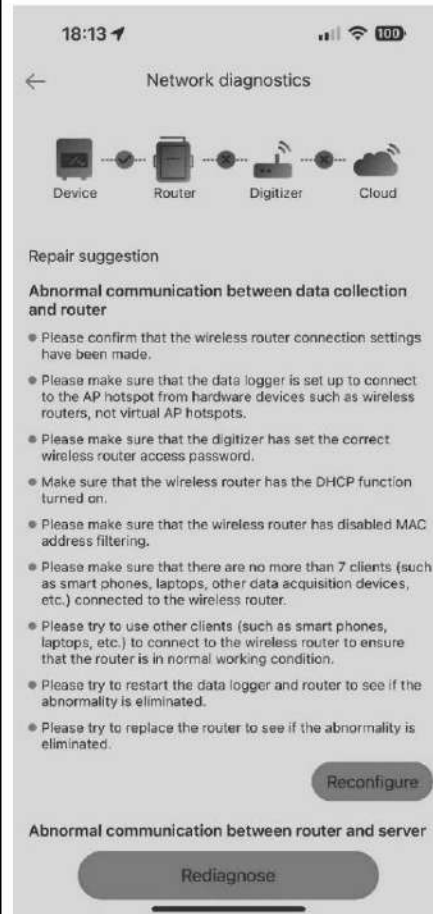 18:13
100
Network diagnostics
Device Router Digitizer Cloud
Repair suggestion
Abnormal communication between data collection
and router
Please confirm that the wireless router connection settings
have been made.
Please make sure that the data logger is set up to connect
to the AP hotspot from hardware devices such as wireless
routers, not virtual AP hotspots.
Please make sure that the digitizer has set the correct
wireless router access password.
Make sure that the wireless router has the DHCP function
turned on.
Please make sure that the wireless router has disabled MAC
address filtering.
Please make sure that there are no more than 7 clients (such
as smart phones, laptops, other data acquisition devices,
etc.) connected to the wireless router.
Please try to use other clients (such as smart phones,
laptops, etc.) to connect to the wireless router to ensure
that the router is in normal working condition.
Please try to restart the data logger and router to see if the
abnormality is eliminated.
Please try to replace the router to see if the abnormality is
eliminated.
Reconfigure
Abnormal communication between router and server
Rediagnose